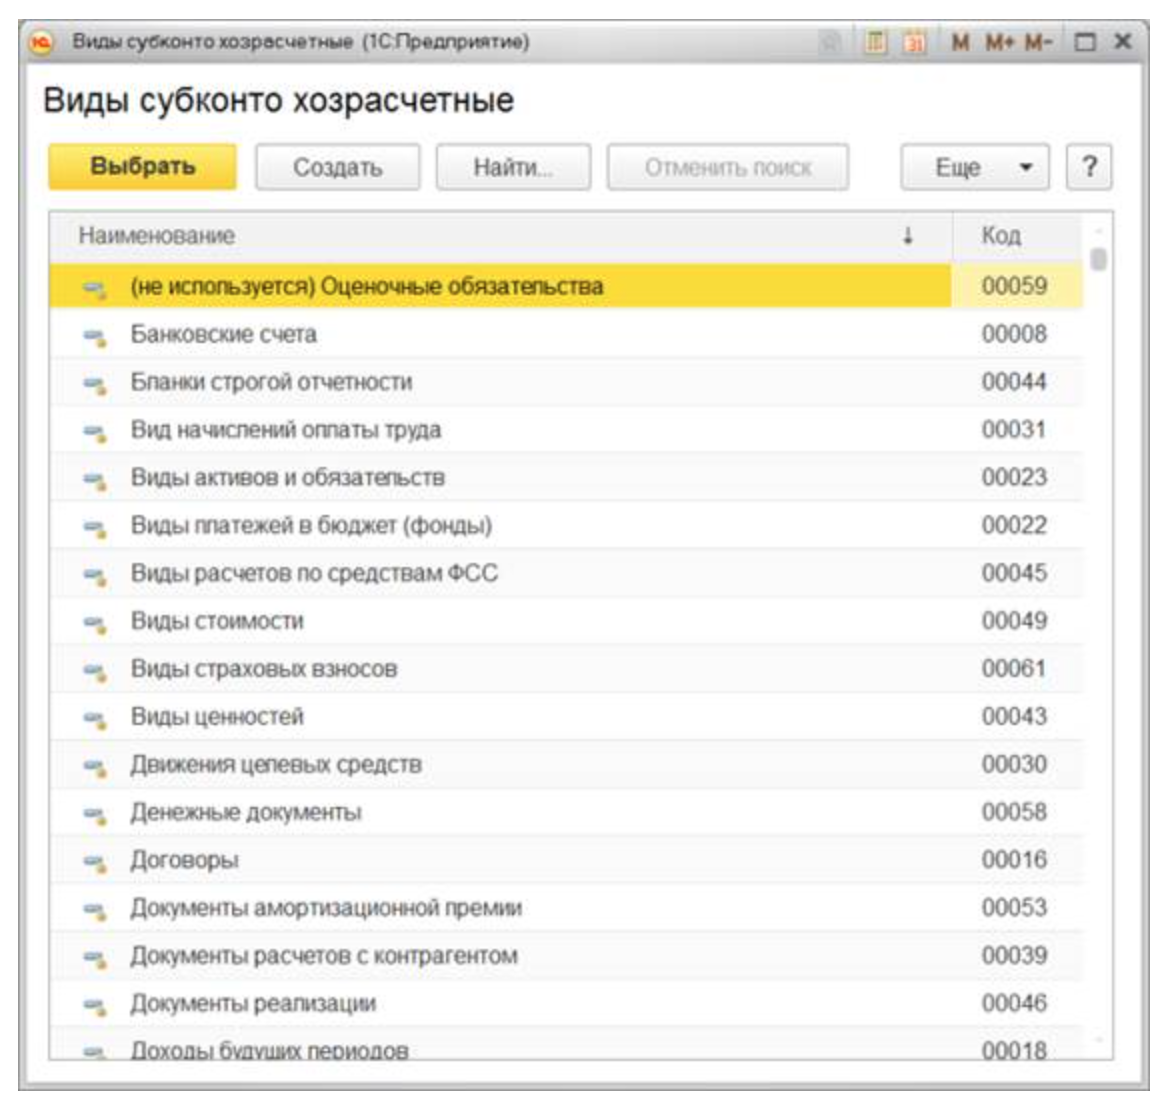 Виды субконто хозрасчетные (1С:Предприятие)
31 M M+ M-
Виды субконто хозрасчетные
Выбрать Создать Найти... Отменить поиск Еще ?
Наименование ↓ Код
(не используется) Оценочные обязательства 00059
Банковские счета 00008
Бланки строгой отчетности 00044
Вид начислений оплаты труда 00031
Виды активов и обязательств 00023
Виды платежей в бюджет (фонды) 00022
Виды расчетов по средствам ФСС 00045
Виды стоимости 00049
Виды страховых взносов 00061
Виды ценностей 00043
Движения целевых средств 00030
Денежные документы 00058
Договоры 00016
Документы амортизационной премии 00053
Документы расчетов с контрагентом 00039
Документы реализации 00046
Доходы будущих периодов 00018